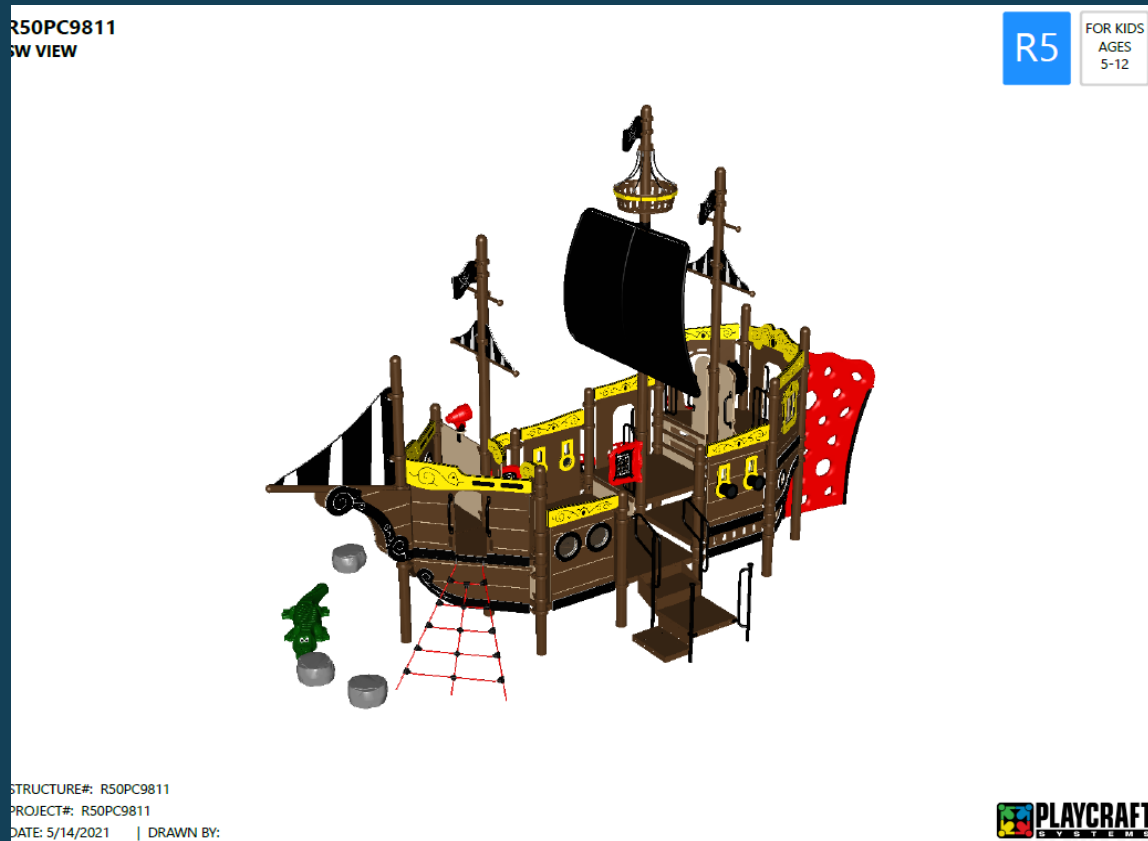 R50PC9811
SW VIEW
R5
FOR KIDS
AGES
5-12
STRUCTURE#: R50PC9811
PROJECT#: R50PC9811
DATE: 5/14/2021 | DRAWN BY:
PLAYCRAFT
SYSTEMS